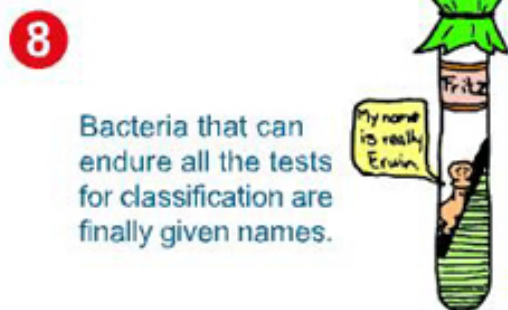 8
Bacteria that can
endure all the tests
for classification are
finally given names.
Fritz
My name
is really
Erwin.